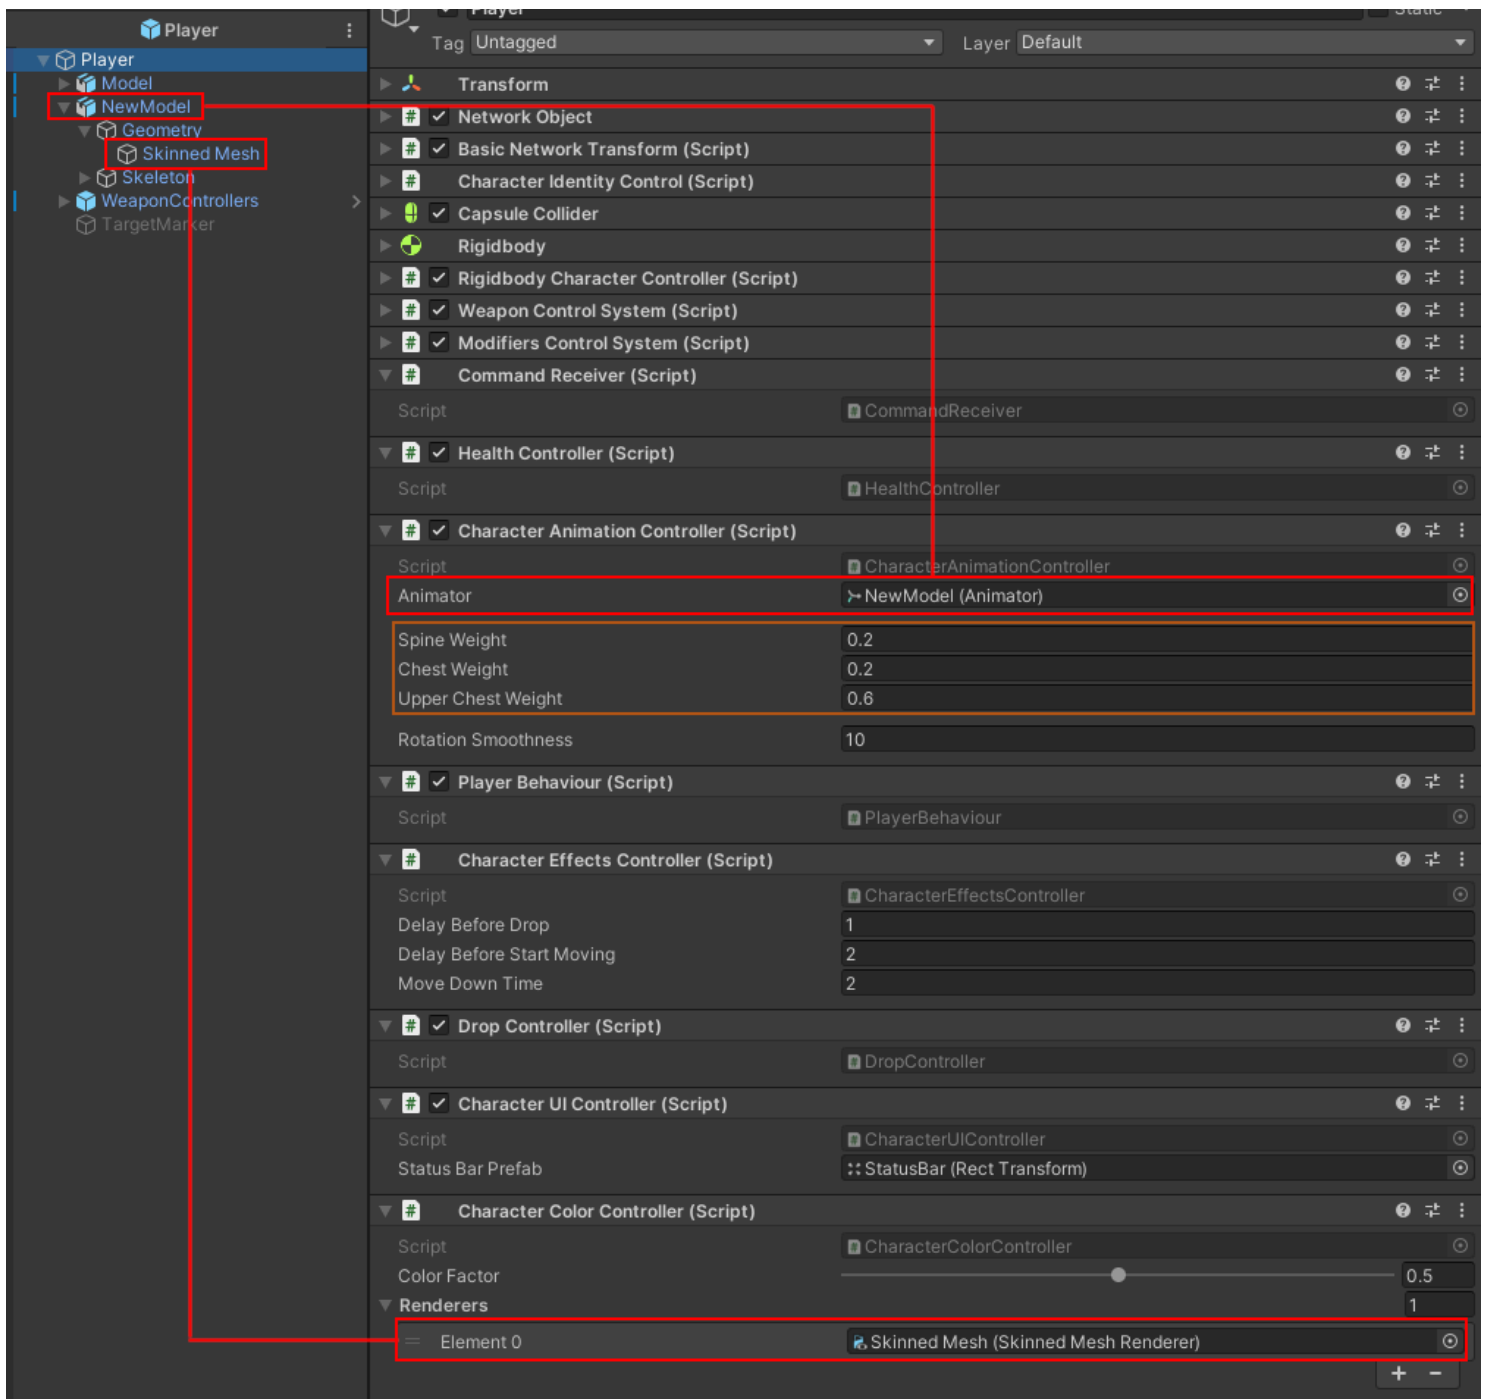 Player
Player
Model
NewModel
Geometry
Skinned Mesh
Skeleton
WeaponControllers
TargetMarker
Player
Static
Tag Untagged
Layer Default
Transform
# Network Object
# Basic Network Transform (Script)
# Character Identity Control (Script)
Capsule Collider
Rigidbody
# Rigidbody Character Controller (Script)
# Weapon Control System (Script)
# Modifiers Control System (Script)
# Command Receiver (Script)
Script # CommandReceiver
# Health Controller (Script)
Script # HealthController
# Character Animation Controller (Script)
Script # CharacterAnimationController
Animator NewModel (Animator)
Spine Weight 0.2
Chest Weight 0.2
Upper Chest Weight 0.6
Rotation Smoothness 10
# Player Behaviour (Script)
Script # PlayerBehaviour
# Character Effects Controller (Script)
Script # CharacterEffectsController
Delay Before Drop 1
Delay Before Start Moving 2
Move Down Time 2
# Drop Controller (Script)
Script # DropController
# Character UI Controller (Script)
Script # CharacterUIController
Status Bar Prefab StatusBar (Rect Transform)
# Character Color Controller (Script)
Script # CharacterColorController
Color Factor 0.5
Renderers 1
= Element 0 Skinned Mesh (Skinned Mesh Renderer)
+ −